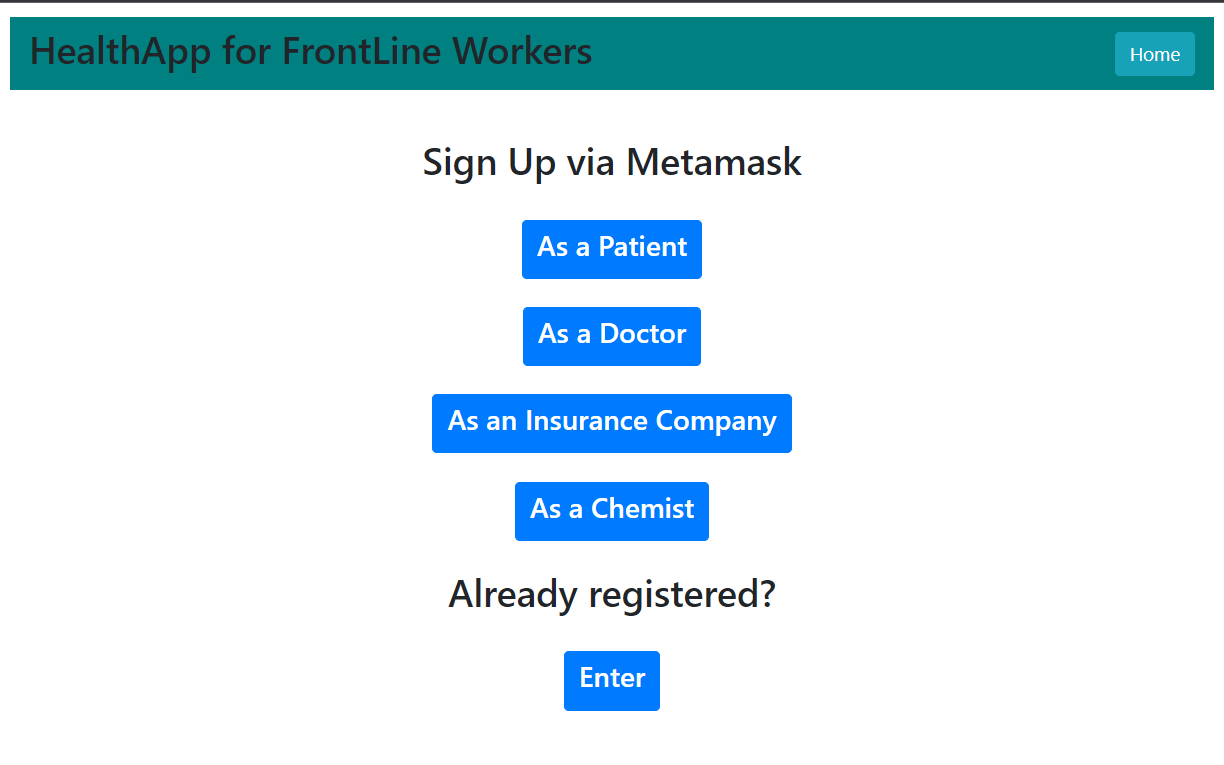 HealthApp for FrontLine Workers
Home
Sign Up via Metamask
As a Patient
As a Doctor
As an Insurance Company
As a Chemist
Already registered?
Enter